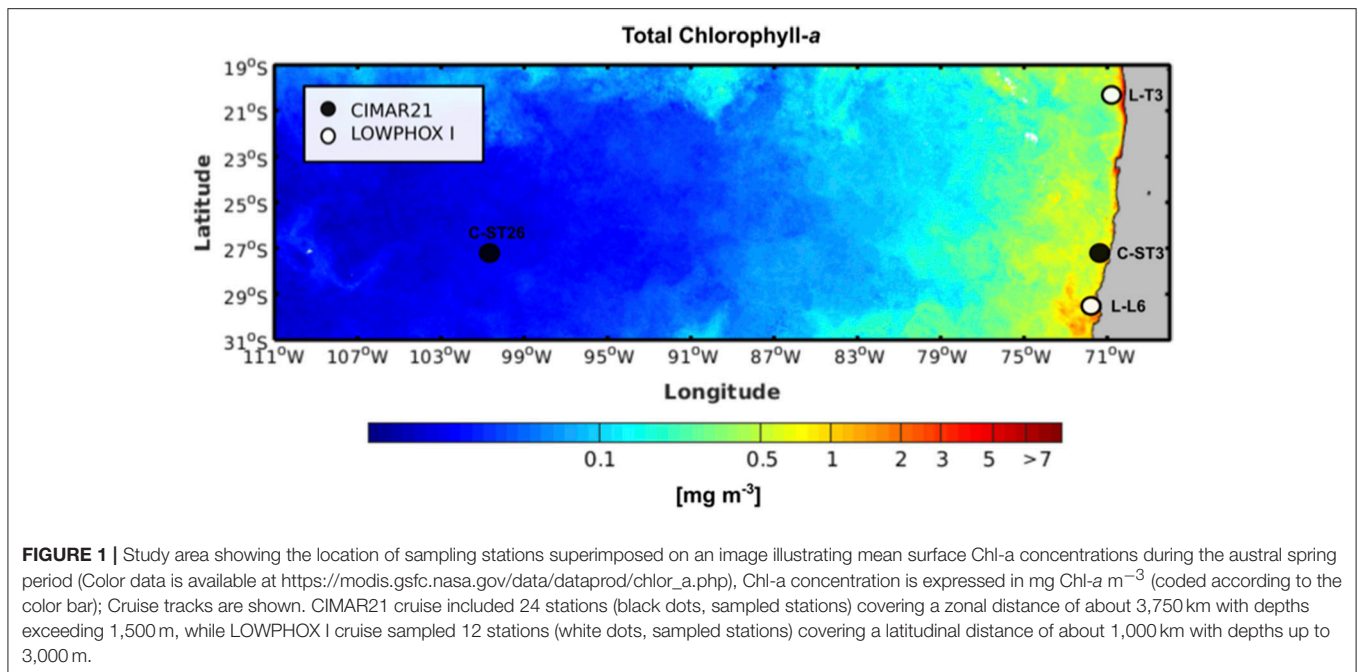 Total Chlorophyll-a
19°S
21°S
23°S
25°S
27°S
29°S
31°S
Latitude
CIMAR21
LOWPHOX I
L-T3
C-ST26
C-ST3
L-L6
111°W 107°W 103°W 99°W 95°W 91°W 87°W 83°W 79°W 75°W 71°W
Longitude
0.1 0.5 1 2 3 5 >7
[mg m⁻³]
FIGURE 1 | Study area showing the location of sampling stations superimposed on an image illustrating mean surface Chl-a concentrations during the austral spring
period (Color data is available at https://modis.gsfc.nasa.gov/data/dataprod/chlor_a.php), Chl-a concentration is expressed in mg Chl-a m⁻³ (coded according to the
color bar); Cruise tracks are shown. CIMAR21 cruise included 24 stations (black dots, sampled stations) covering a zonal distance of about 3,750 km with depths
exceeding 1,500 m, while LOWPHOX I cruise sampled 12 stations (white dots, sampled stations) covering a latitudinal distance of about 1,000 km with depths up to
3,000 m.